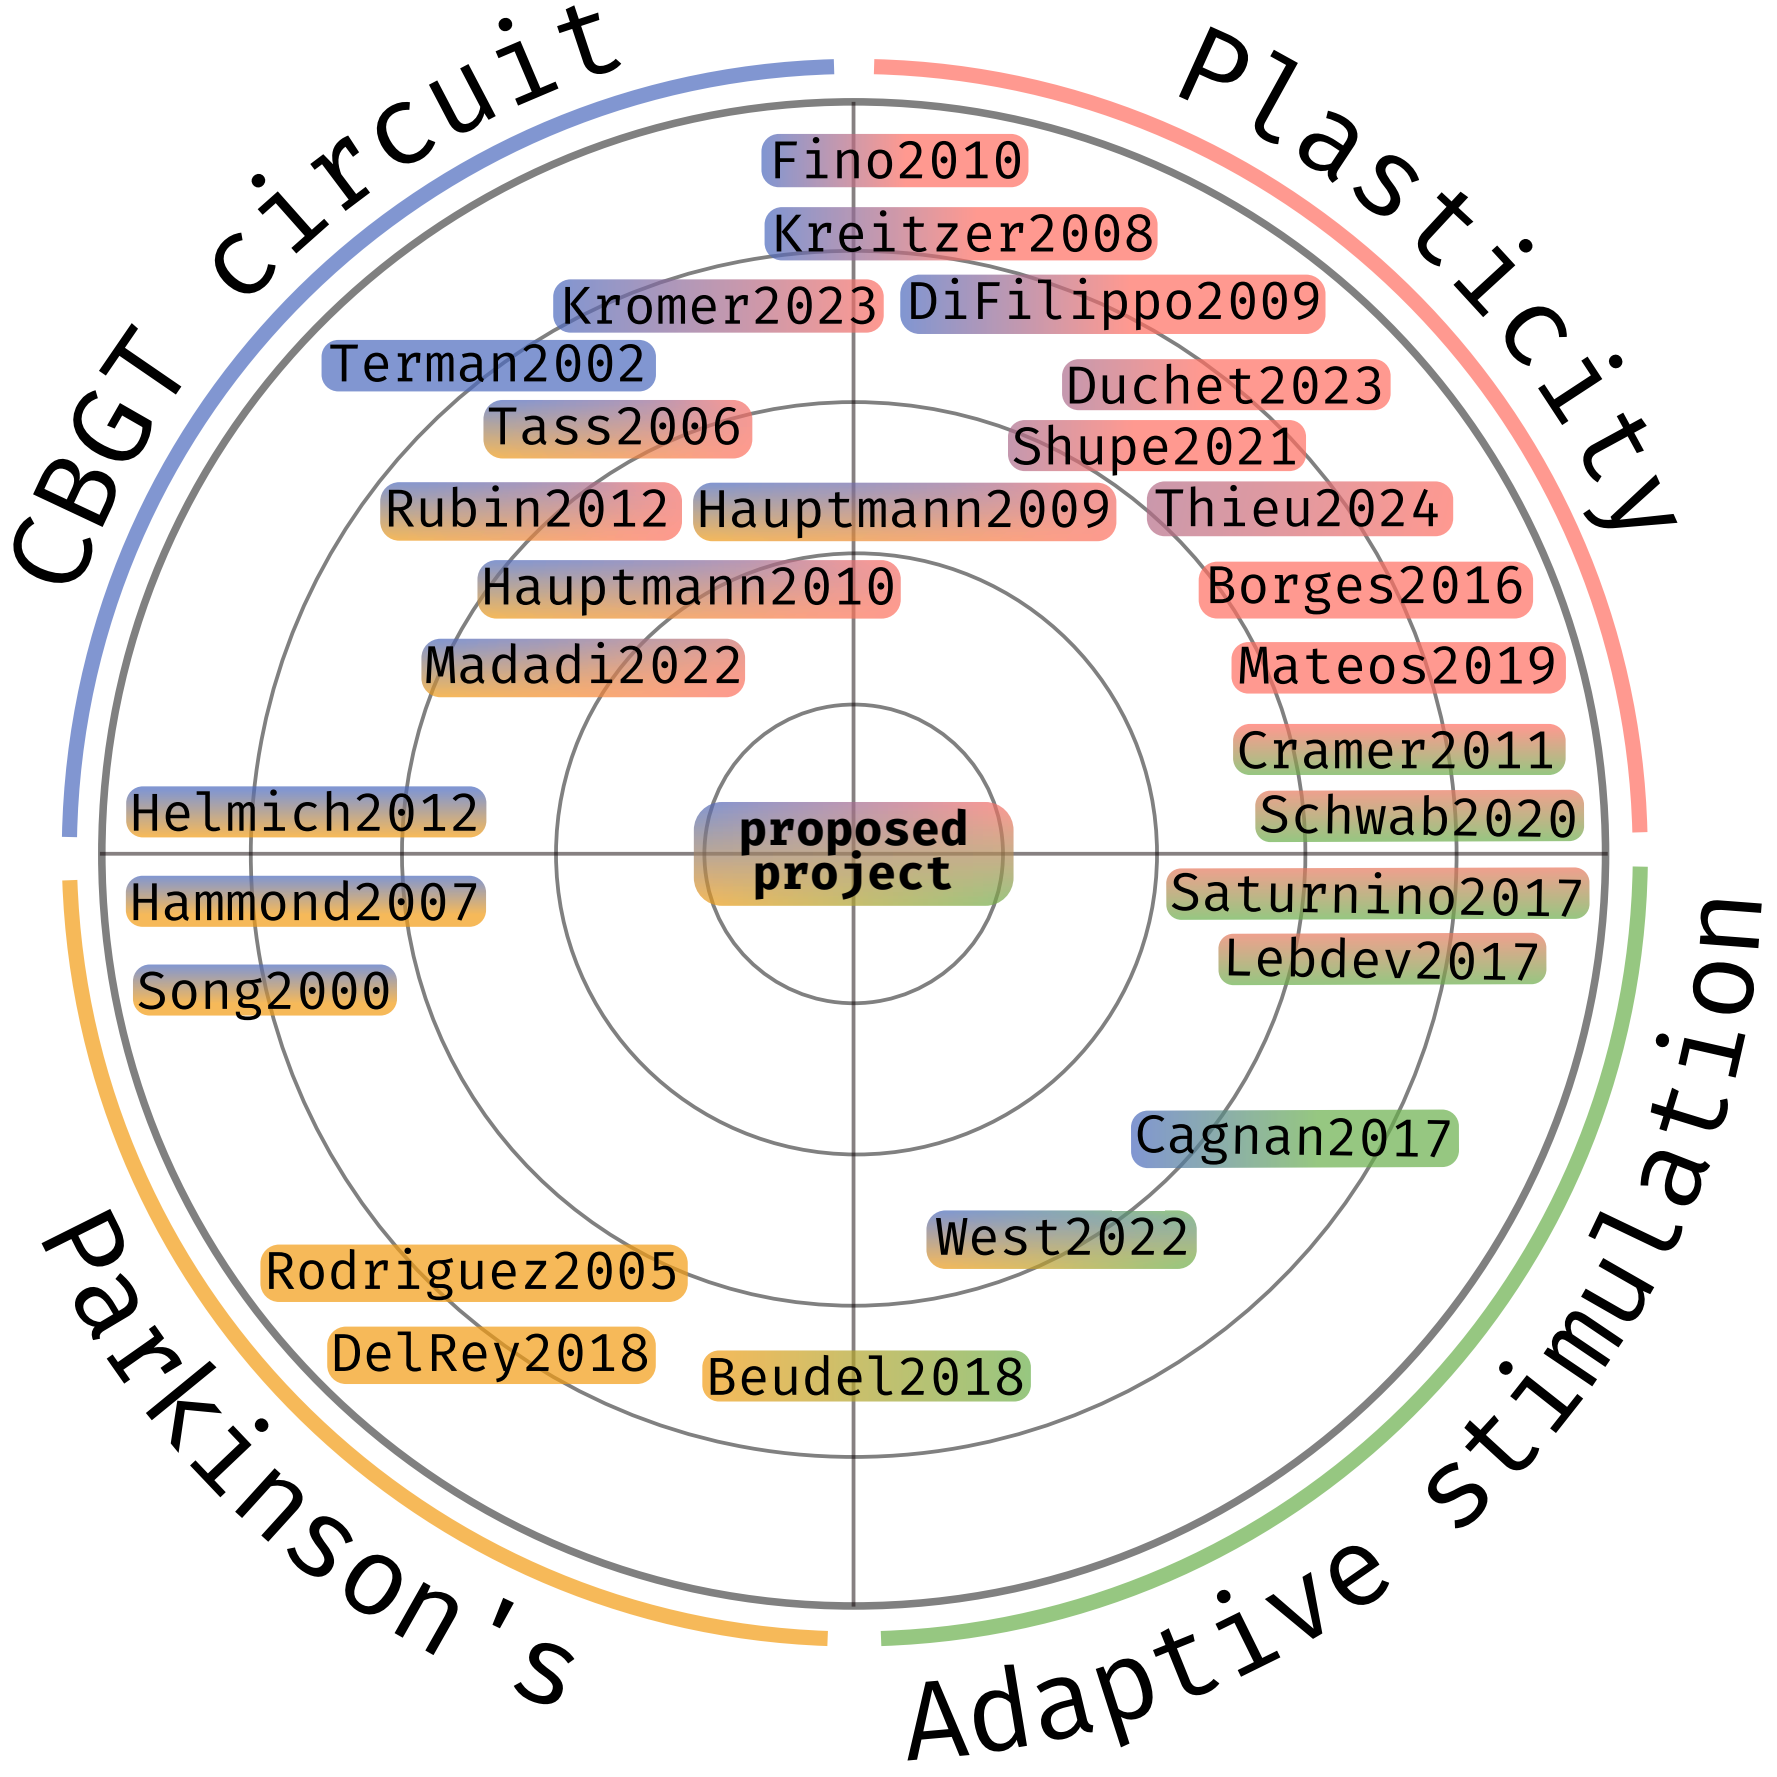 CBGT circuit
Plasticity
Fino2010
Kreitzer2008
Kromer2023
DiFilippo2009
Terman2002
Duchet2023
Tass2006
Shupe2021
Rubin2012
Hauptmann2009
Thieu2024
Hauptmann2010
Borges2016
Madadi2022
Mateos2019
Cramer2011
Helmich2012
Schwab2020
proposed
project
Hammond2007
Saturnino2017
Song2000
Lebdev2017
Cagnan2017
West2022
Rodriguez2005
DelRey2018
Beudel2018
Parkinson's
Adaptive stimulation